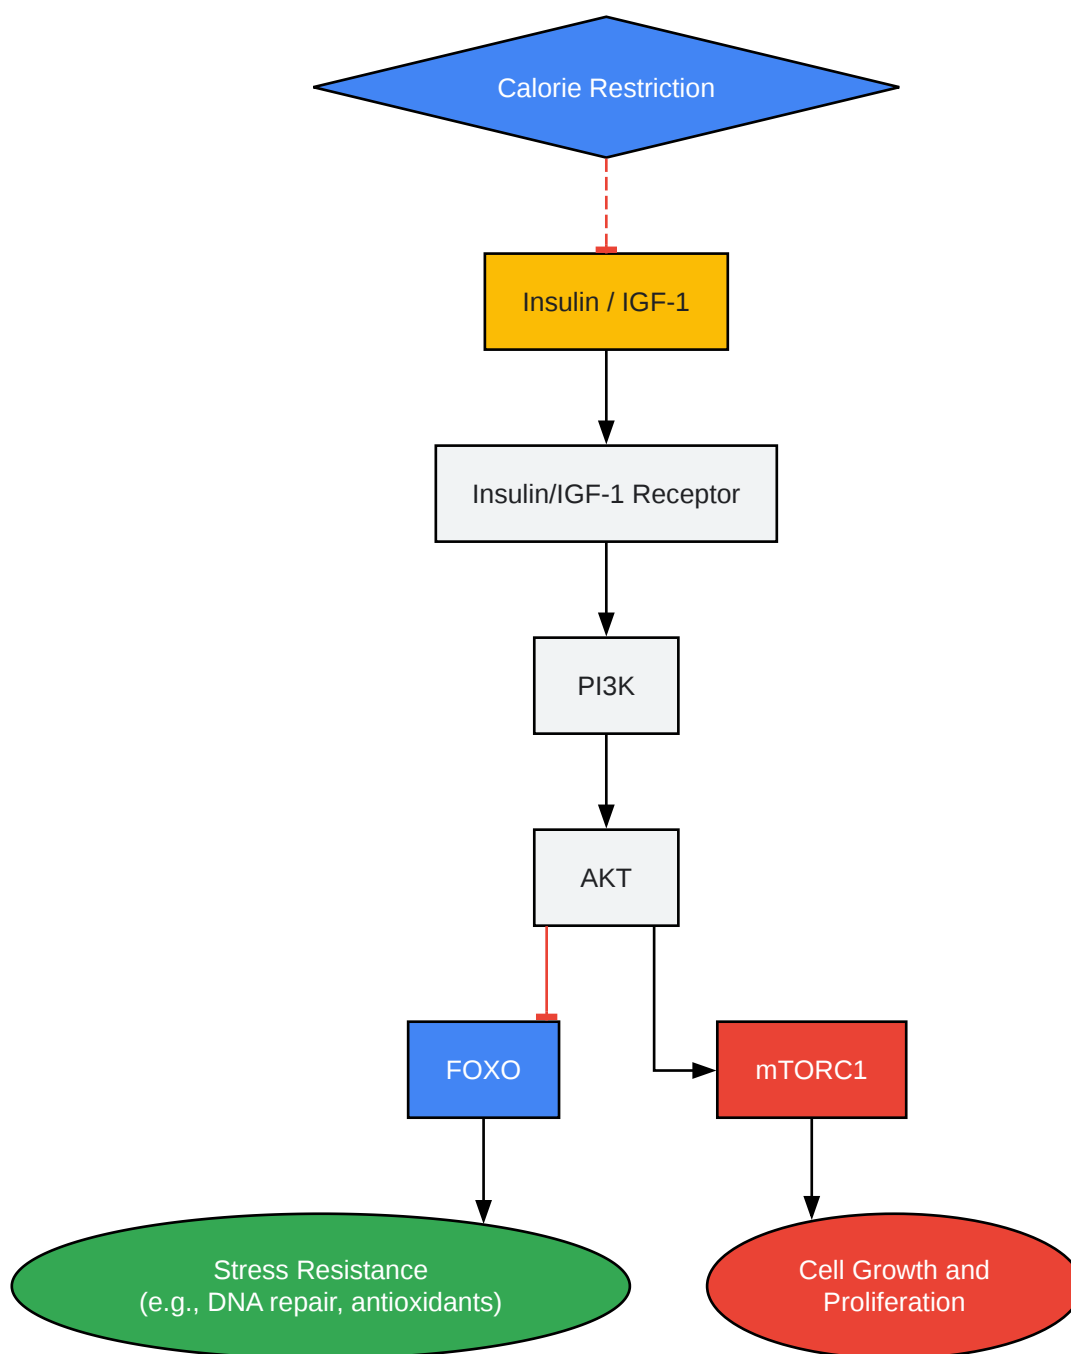 Calorie Restriction
Insulin / IGF-1
Insulin/IGF-1 Receptor
PI3K
AKT
FOXO
mTORC1
Stress Resistance
(e.g., DNA repair, antioxidants)
Cell Growth and
Proliferation